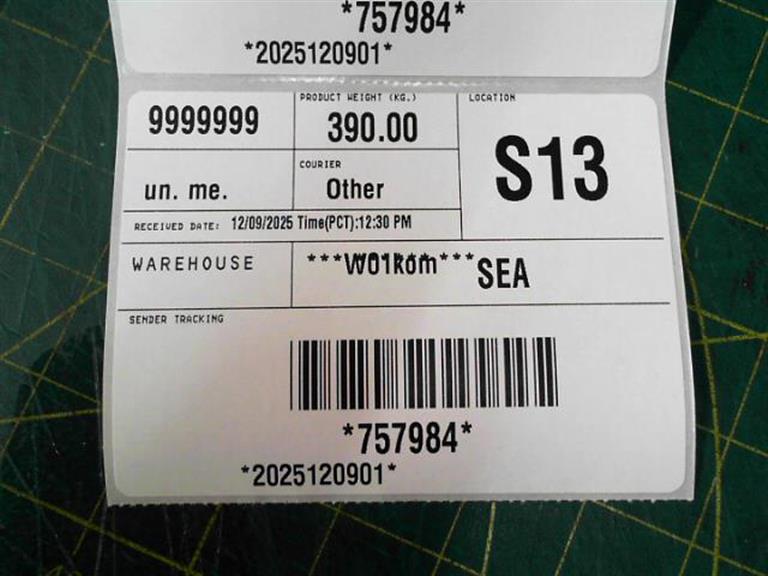 *757984*
*2025120901*
9999999
PRODUCT WEIGHT (KG.)
390.00
LOCATION
S13
un. me.
COURIER
Other
RECEIVED DATE: 12/09/2025 Time(PCT):12:30 PM
WAREHOUSE
SEA
SENDER TRACKING
*757984*
*2025120901*